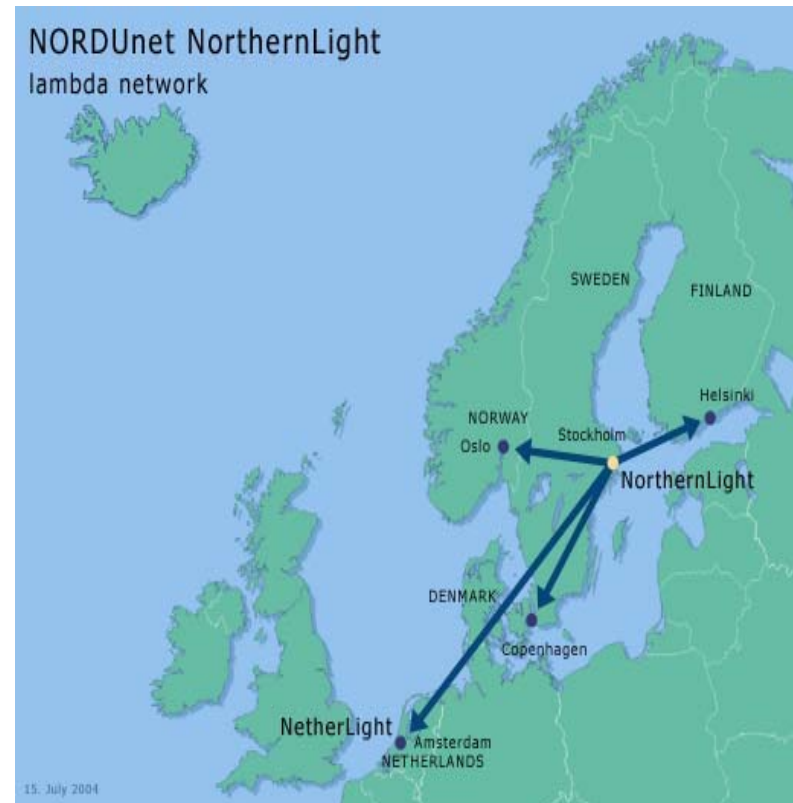 NORDUnet NorthernLight
lambda network
SWEDEN
FINLAND
Helsinki
NORWAY
Stockholm
Oslo
NorthernLight
DENMARK
Copenhagen
NetherLight
Amsterdam
NETHERLANDS
15. July 2004